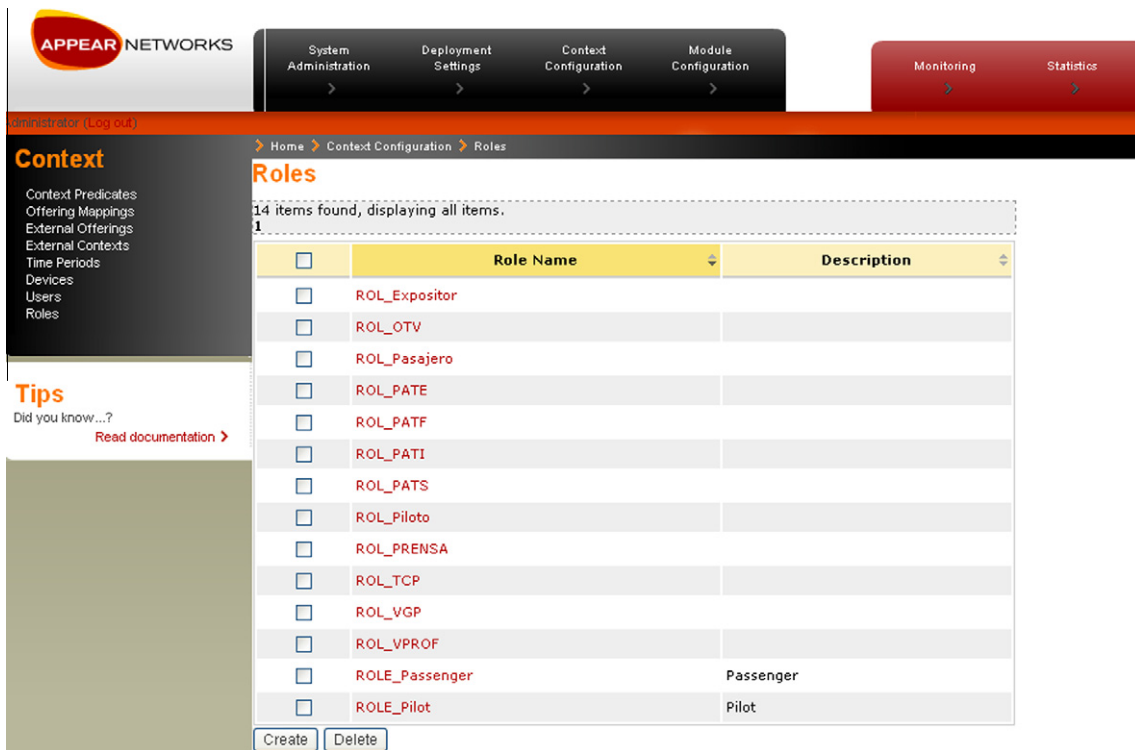 APPEAR NETWORKS
System Administration
Deployment Settings
Context Configuration
Module Configuration
Monitoring
Statistics
dministrator (Log out)
Home Context Configuration Roles
Context
Context Predicates
Offering Mappings
External Offerings
External Contexts
Time Periods
Devices
Users
Roles
Tips
Did you know...?
Read documentation
Roles
14 items found, displaying all items.
1
Role Name Description
ROL_Expositor
ROL_OTV
ROL_Pasajero
ROL_PATE
ROL_PATF
ROL_PATI
ROL_PATS
ROL_Piloto
ROL_PRENSA
ROL_TCP
ROL_VGP
ROL_VPROF
ROLE_Passenger Passenger
ROLE_Pilot Pilot
Create Delete